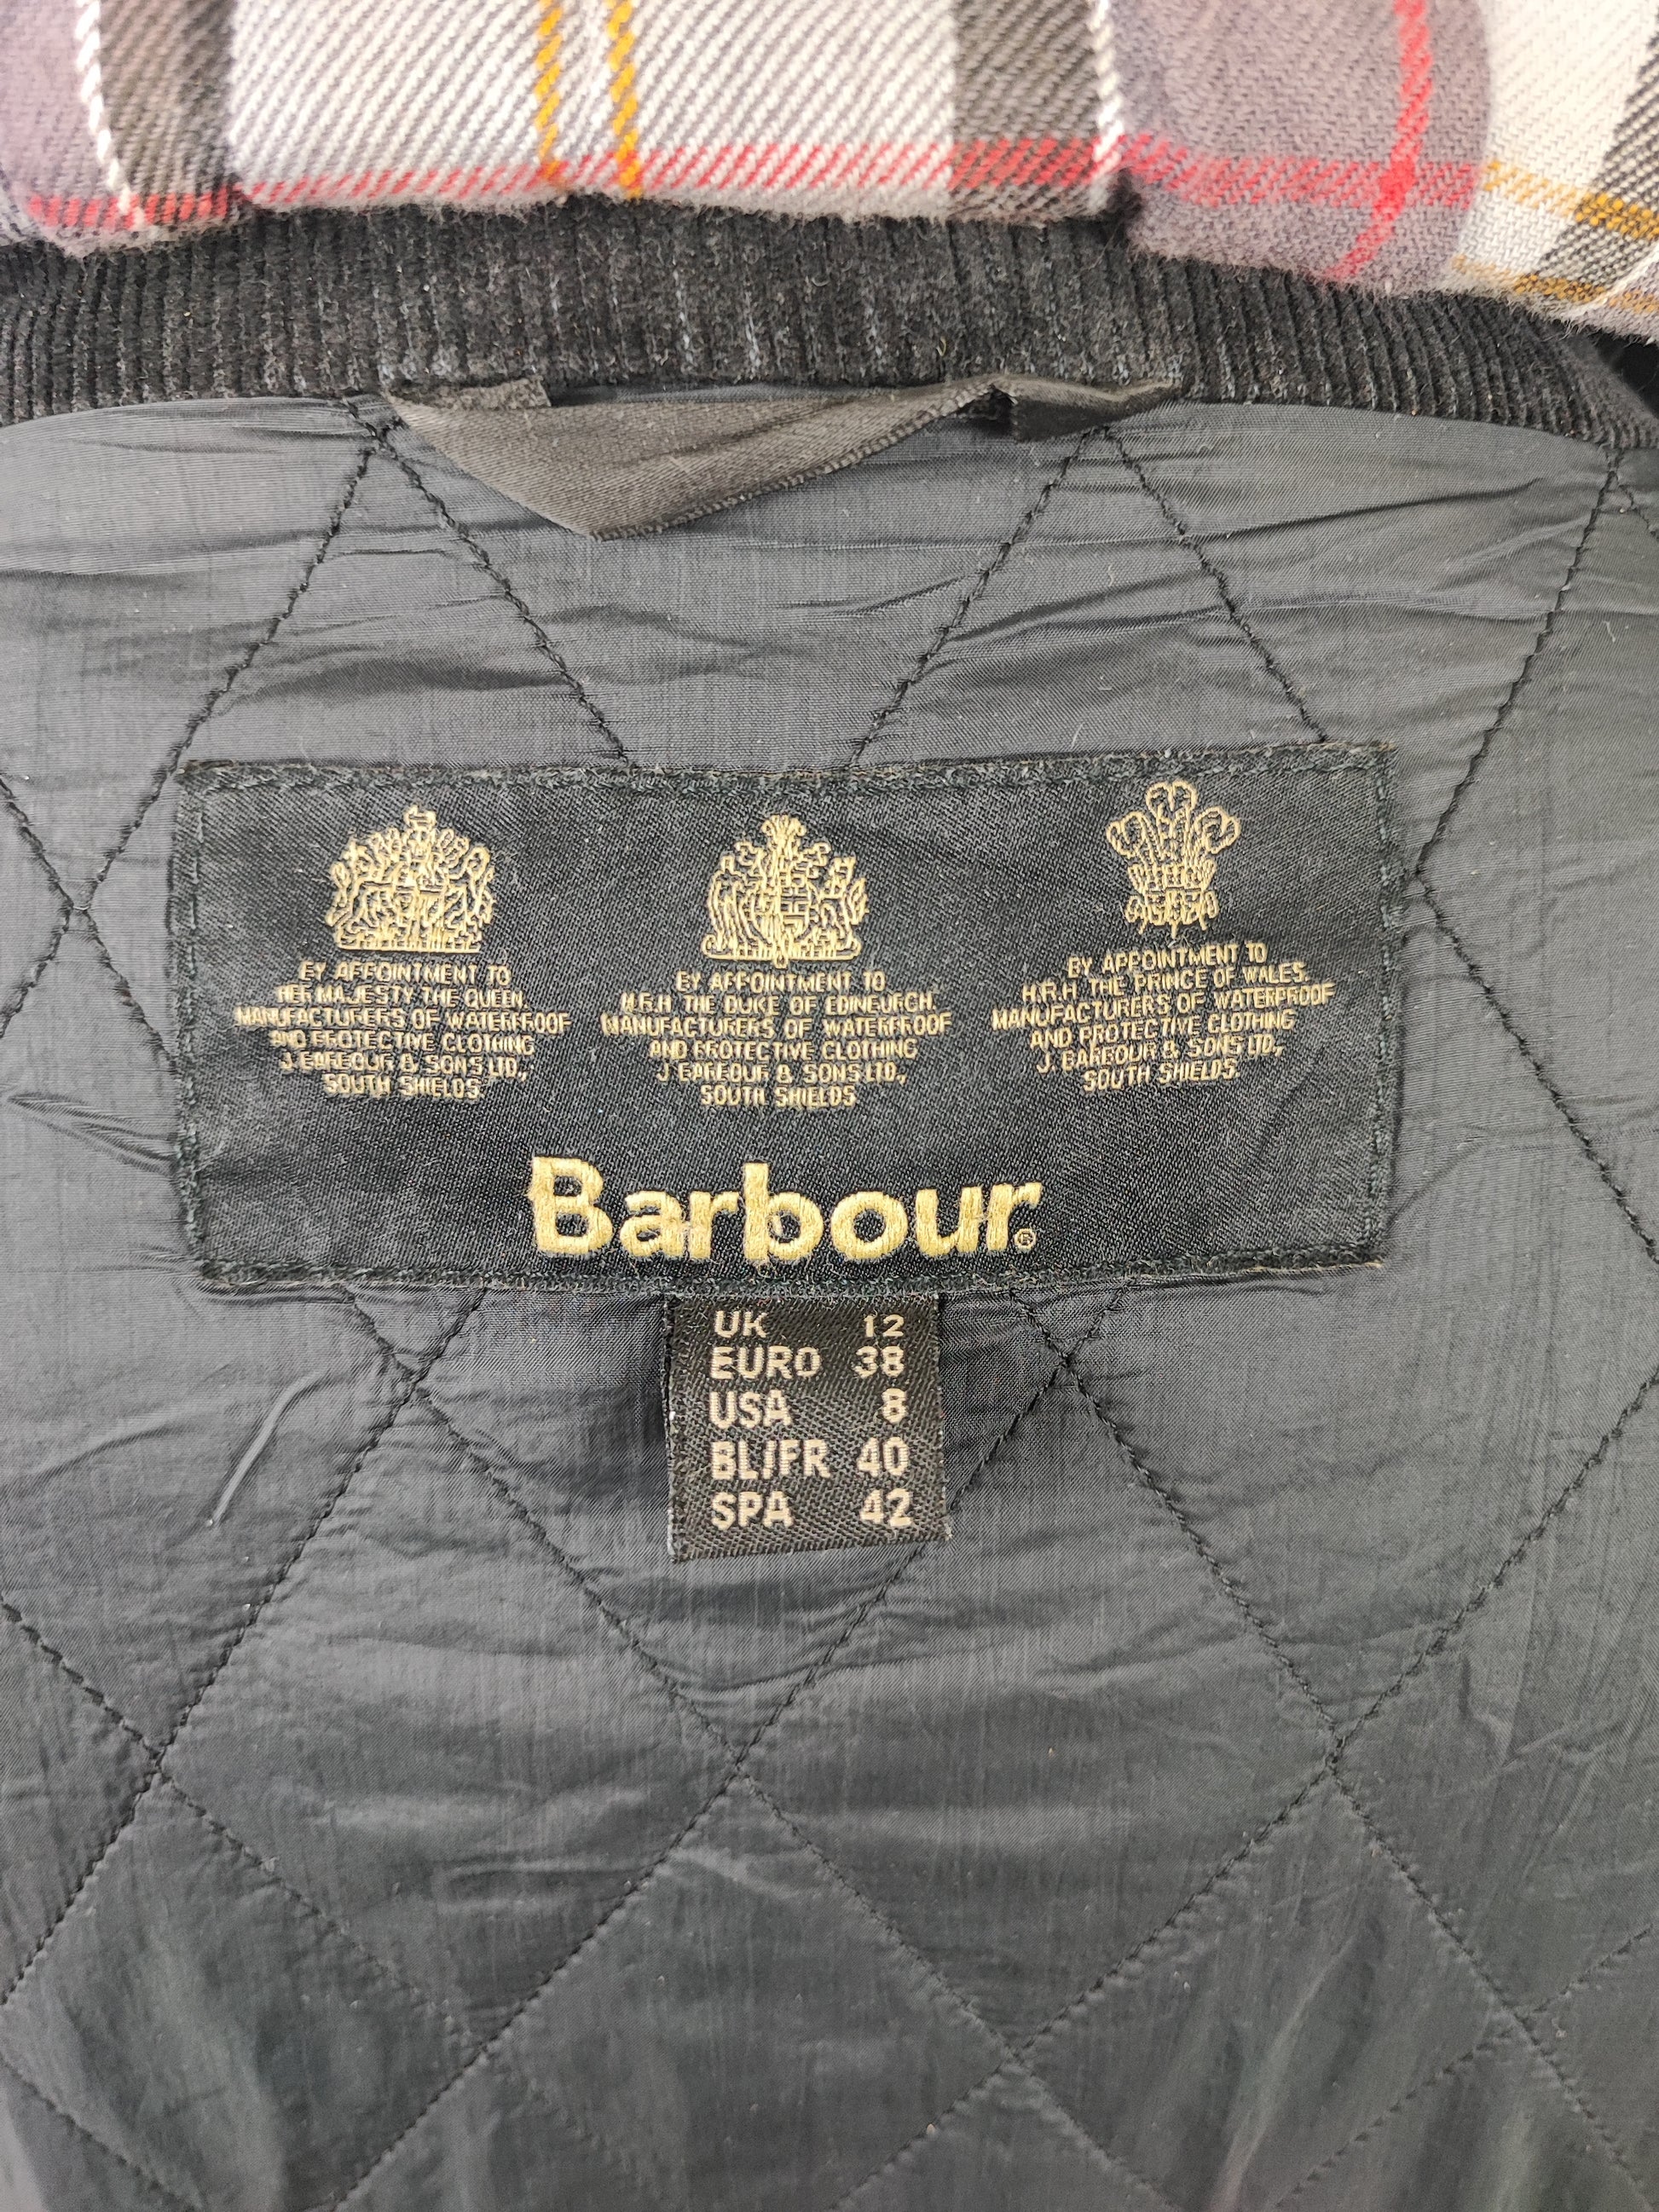 BY APPOINTMENT TO
HER MAJESTY THE QUEEN.
MANUFACTURERS OF WATERPROOF
AND PROTECTIVE CLOTHING
J. BARBOUR & SONS LTD.,
SOUTH SHIELDS.
BY APPOINTMENT TO
H.R.H. THE DUKE OF EDINBURGH.
MANUFACTURERS OF WATERPROOF
AND PROTECTIVE CLOTHING
J. BARBOUR & SONS LTD.,
SOUTH SHIELDS
BY APPOINTMENT TO
H.R.H. THE PRINCE OF WALES.
MANUFACTURERS OF WATERPROOF
AND PROTECTIVE CLOTHING
J. BARBOUR & SONS LTD.,
SOUTH SHIELDS.
Barbour®
UK 12
EURO 38
USA 8
BL/FR 40
SPA 42